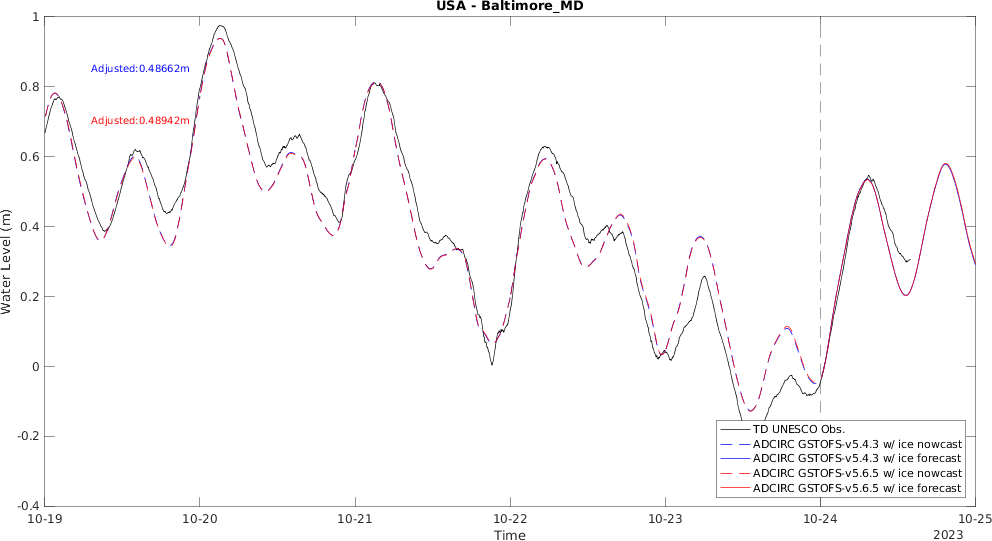 USA - Baltimore_MD
1
0.8
0.6
0.4
0.2
0
-0.2
-0.4
Water Level (m)
Adjusted:0.48662m
Adjusted:0.48942m
TD UNESCO Obs.
ADCIRC GSTOFS-v5.4.3 w/ ice nowcast
ADCIRC GSTOFS-v5.4.3 w/ ice forecast
ADCIRC GSTOFS-v5.6.5 w/ ice nowcast
ADCIRC GSTOFS-v5.6.5 w/ ice forecast
10-19 10-20 10-21 10-22 10-23 10-24 10-25
Time
2023